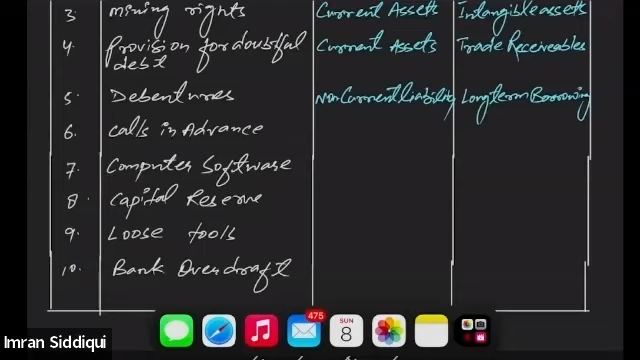 3 mining rights Current Assets Intangible assets
4. Provision for doubtful debt Current Assets Trade Receivables
5. Debentures Non Current liability Long term Borrowing
6. Calls in Advance
7. Computer Software
8. Capital Reserve
9. Loose tools
10. Bank Overdraft
475
SUN
8
Imran Siddiqui